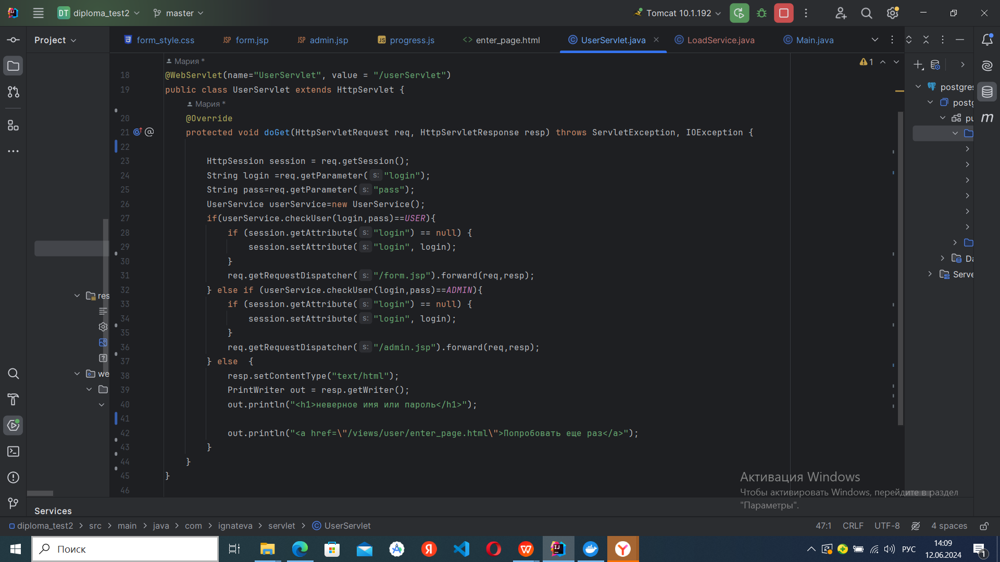 DT diploma_test2
master
Tomcat 10.1.192
Project
form_style.css
JSP form.jsp
JSP admin.jsp
JS progress.js
enter_page.html
UserServlet.java
LoadService.java
Main.java
Мария *
1
18 @WebServlet(name="UserServlet", value = "/userServlet")
19 public class UserServlet extends HttpServlet {
Мария *
20 @Override
21 protected void doGet(HttpServletRequest req, HttpServletResponse resp) throws ServletException, IOException {
22
23 HttpSession session = req.getSession();
24 String login =req.getParameter( s: "login");
25 String pass=req.getParameter( s: "pass");
26 UserService userService=new UserService();
27 if(userService.checkUser(login,pass)==USER){
28 if (session.getAttribute( s: "login") == null) {
29 session.setAttribute( s: "login", login);
30 }
31 req.getRequestDispatcher( s: "/form.jsp").forward(req,resp);
32 } else if (userService.checkUser(login,pass)==ADMIN){
33 if (session.getAttribute( s: "login") == null) {
34 session.setAttribute( s: "login", login);
35 }
36 req.getRequestDispatcher( s: "/admin.jsp").forward(req,resp);
37 } else  {
38 resp.setContentType("text/html");
39 PrintWriter out = resp.getWriter();
40 out.println("<h1>неверное имя или пароль</h1>");
41
42 out.println("<a href=\"/views/user/enter_page.html\">Попробовать еще раз</a>");
43 }
44 }
45 }
46
res
we
postgres
postg
pu
Da
Serve
m
Активация Windows
Чтобы активировать Windows, перейдите в раздел
"Параметры".
Services
diploma_test2 > src > main > java > com > ignateva > servlet > UserServlet
47:1 CRLF UTF-8 4 spaces
Поиск
РУС
14:09
12.06.2024
1